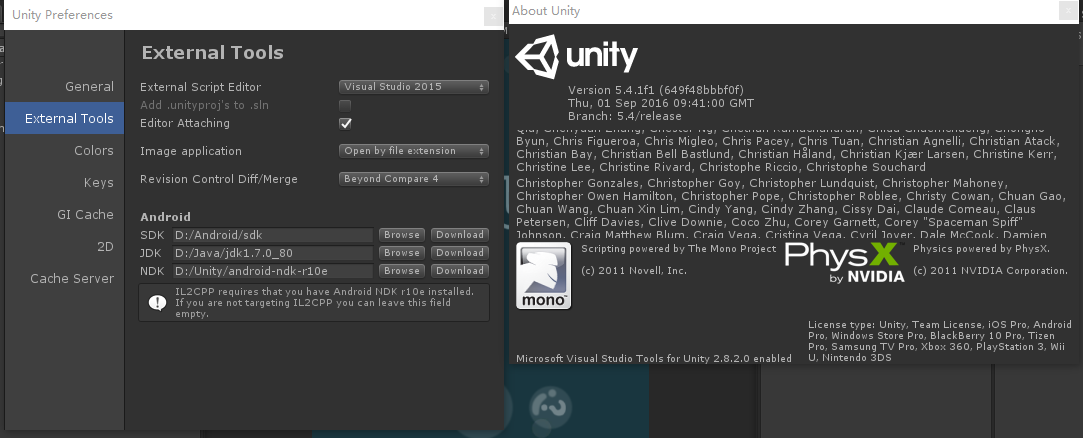 Unity Preferences
External Tools
General
External Tools
Colors
Keys
GI Cache
2D
Cache Server
External Script Editor
Visual Studio 2015
Add .unityproj's to .sln
Editor Attaching
Image application
Open by file extension
Revision Control Diff/Merge
Beyond Compare 4
Android
SDK D:/Android/sdk Browse Download
JDK D:/Java/jdk1.7.0_80 Browse Download
NDK D:/Unity/android-ndk-r10e Browse Download
IL2CPP requires that you have Android NDK r10e installed.
If you are not targeting IL2CPP you can leave this field
empty.
About Unity
unity
Version 5.4.1f1 (649f48bbbf0f)
Thu, 01 Sep 2016 09:41:00 GMT
Branch: 5.4/release
Byun, Chris Figueroa, Chris Migleo, Chris Pacey, Chris Tuan, Christian Agnelli, Christian Atack,
Christian Bay, Christian Bell Bastlund, Christian Håland, Christian Kjær Larsen, Christine Kerr,
Christine Lee, Christine Rivard, Christophe Riccio, Christophe Souchard
Christopher Gonzales, Christopher Goy, Christopher Lundquist, Christopher Mahoney,
Christopher Owen Hamilton, Christopher Pope, Christopher Roblee, Christy Cowan, Chuan Gao,
Chuan Wang, Chuan Xin Lim, Cindy Yang, Cindy Zhang, Cissy Dai, Claude Comeau, Claus
Petersen, Cliff Davies, Clive Downie, Coco Zhu, Corey Garnett, Corey "Spaceman Spiff"
Johnson, Craig Matthew Blum, Craig Vega, Cristina Vega, Cyril Jover, Dale McCook, Damien
mono™
Scripting powered by The Mono Project
(c) 2011 Novell, Inc.
PhysX™
by NVIDIA
Physics powered by PhysX.
(c) 2011 NVIDIA Corporation.
Microsoft Visual Studio Tools for Unity 2.8.2.0 enabled
License type: Unity, Team License, iOS Pro, Android
Pro, Windows Store Pro, BlackBerry 10 Pro, Tizen
Pro, Samsung TV Pro, Xbox 360, PlayStation 3, Wii
U, Nintendo 3DS